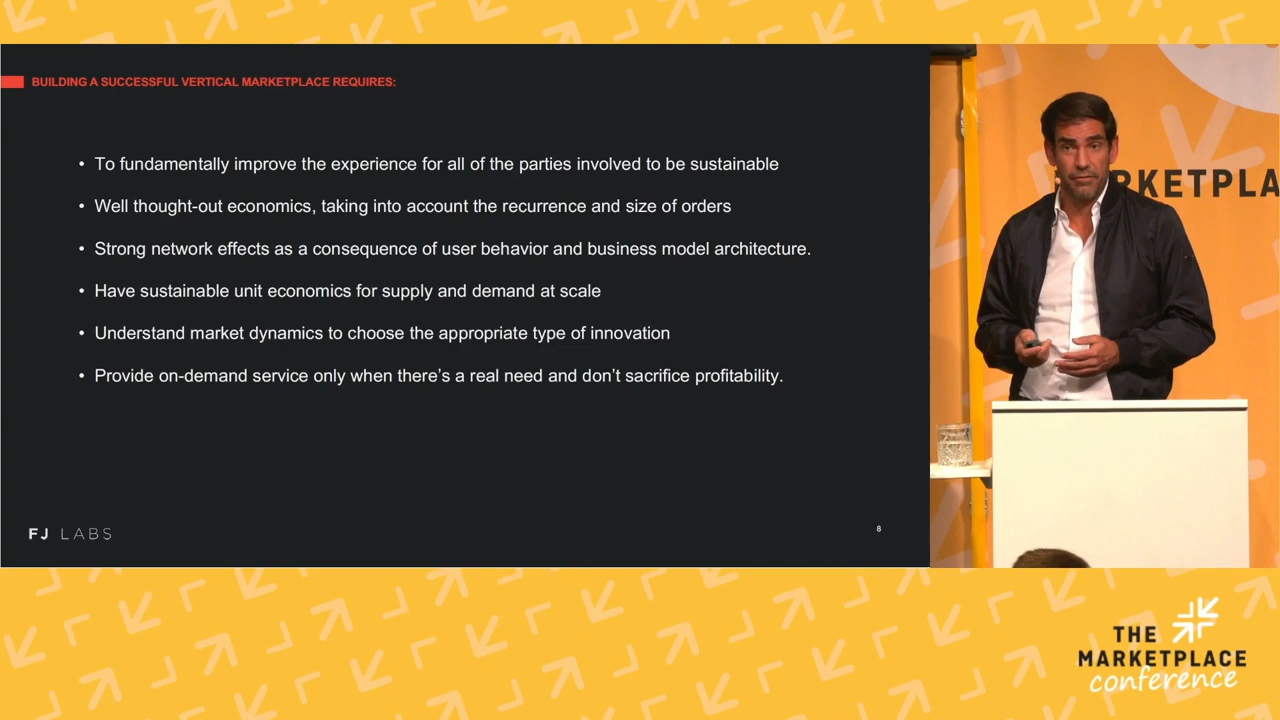 BUILDING A SUCCESSFUL VERTICAL MARKETPLACE REQUIRES:
• To fundamentally improve the experience for all of the parties involved to be sustainable
• Well thought-out economics, taking into account the recurrence and size of orders
• Strong network effects as a consequence of user behavior and business model architecture.
• Have sustainable unit economics for supply and demand at scale
• Understand market dynamics to choose the appropriate type of innovation
• Provide on-demand service only when there’s a real need and don’t sacrifice profitability.
FJ LABS
8
RKETPLA
THE
MARKETPLACE
conference